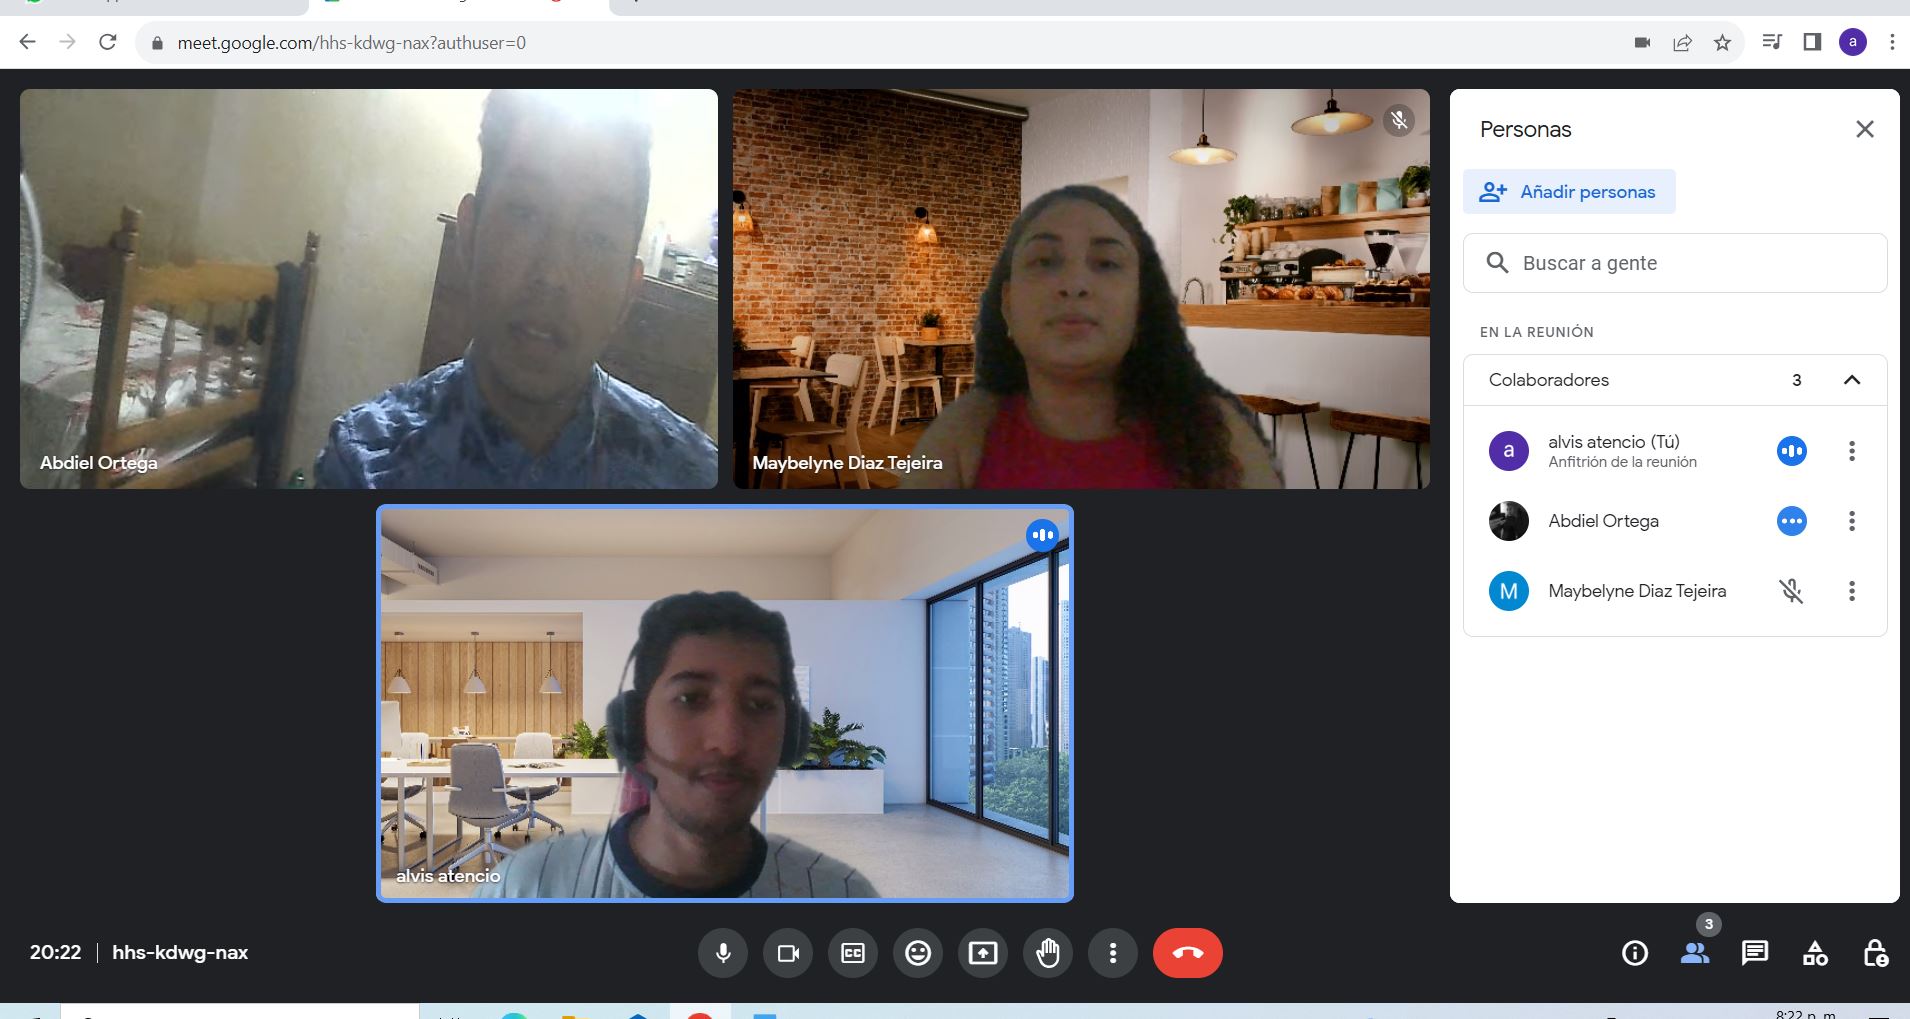 meet.google.com/hhs-kdwg-nax?authuser=0
a
Abdiel Ortega
Maybelyne Diaz Tejeira
alvis atencio
Personas
Añadir personas
Buscar a gente
EN LA REUNIÓN
Colaboradores 3
a
alvis atencio (Tú)
Anfitrión de la reunión
Abdiel Ortega
M
Maybelyne Diaz Tejeira
20:22 | hhs-kdwg-nax
CC
3
8:22 p. m.